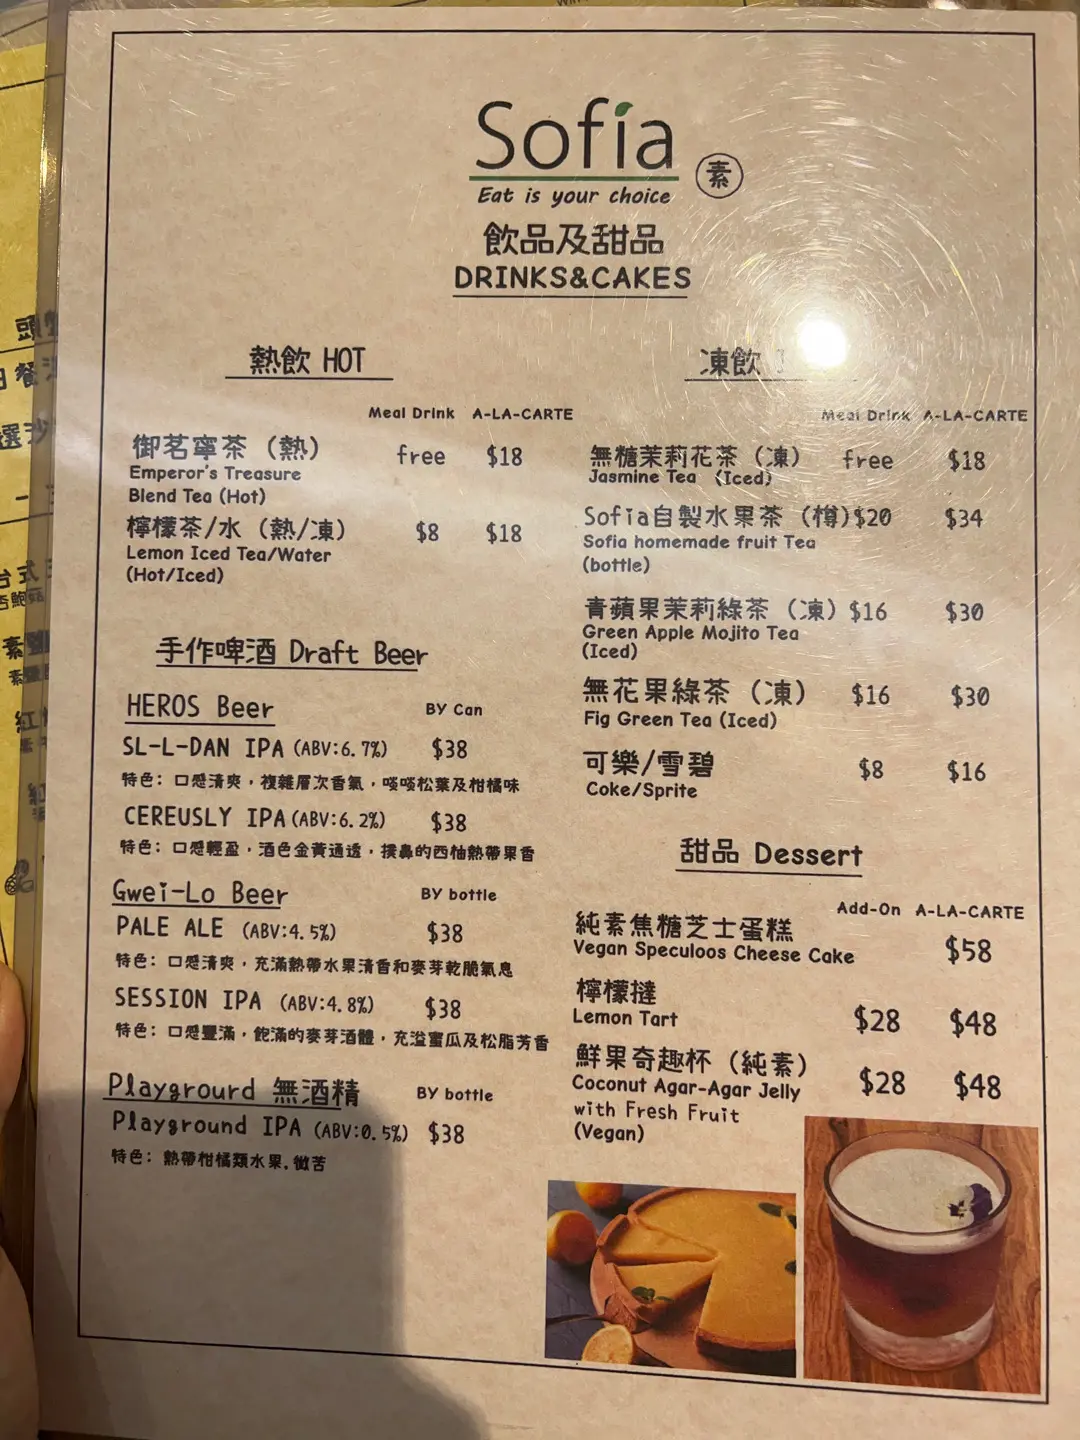 Sofia
素
Eat is your choice
飲品及甜品
DRINKS&CAKES
熱飲 HOT
Meal Drink A-LA-CARTE
御茗寧茶（熱） free $18
Emperor's Treasure
Blend Tea (Hot)
檸檬茶/水（熱/凍） $8 $18
Lemon Iced Tea/Water
(Hot/Iced)
手作啤酒 Draft Beer
HEROS Beer BY Can
SL-L-DAN IPA (ABV:6.7%) $38
特色：口感清爽，複雜層次香氣，啖啖松葉及柑橘味
CEREUSLY IPA (ABV:6.2%) $38
特色：口感輕盈，酒色金黃通透，撲鼻的西柚熱帶果香
Gwei-Lo Beer BY bottle
PALE ALE (ABV:4.5%) $38
特色：口感清爽，充滿熱帶水果清香和麥芽乾脆氣息
SESSION IPA (ABV:4.8%) $38
特色：口感豐滿，飽滿的麥芽酒體，充溢蜜瓜及松脂芳香
Playgrourd 無酒精 BY bottle
Playground IPA (ABV:0.5%) $38
特色：熱帶柑橘類水果，微苦
凍飲
Meal Drink A-LA-CARTE
無糖茉莉花茶（凍） free $18
Jasmine Tea (Iced)
Sofia自製水果茶（樽）$20 $34
Sofia homemade fruit Tea
(bottle)
青蘋果茉莉綠茶（凍）$16 $30
Green Apple Mojito Tea
(Iced)
無花果綠茶（凍） $16 $30
Fig Green Tea (Iced)
可樂/雪碧 $8 $16
Coke/Sprite
甜品 Dessert
Add-On A-LA-CARTE
純素焦糖芝士蛋糕
Vegan Speculoos Cheese Cake $58
檸檬撻
Lemon Tart $28 $48
鮮果奇趣杯（純素）
Coconut Agar-Agar Jelly $28 $48
with Fresh Fruit
(Vegan)